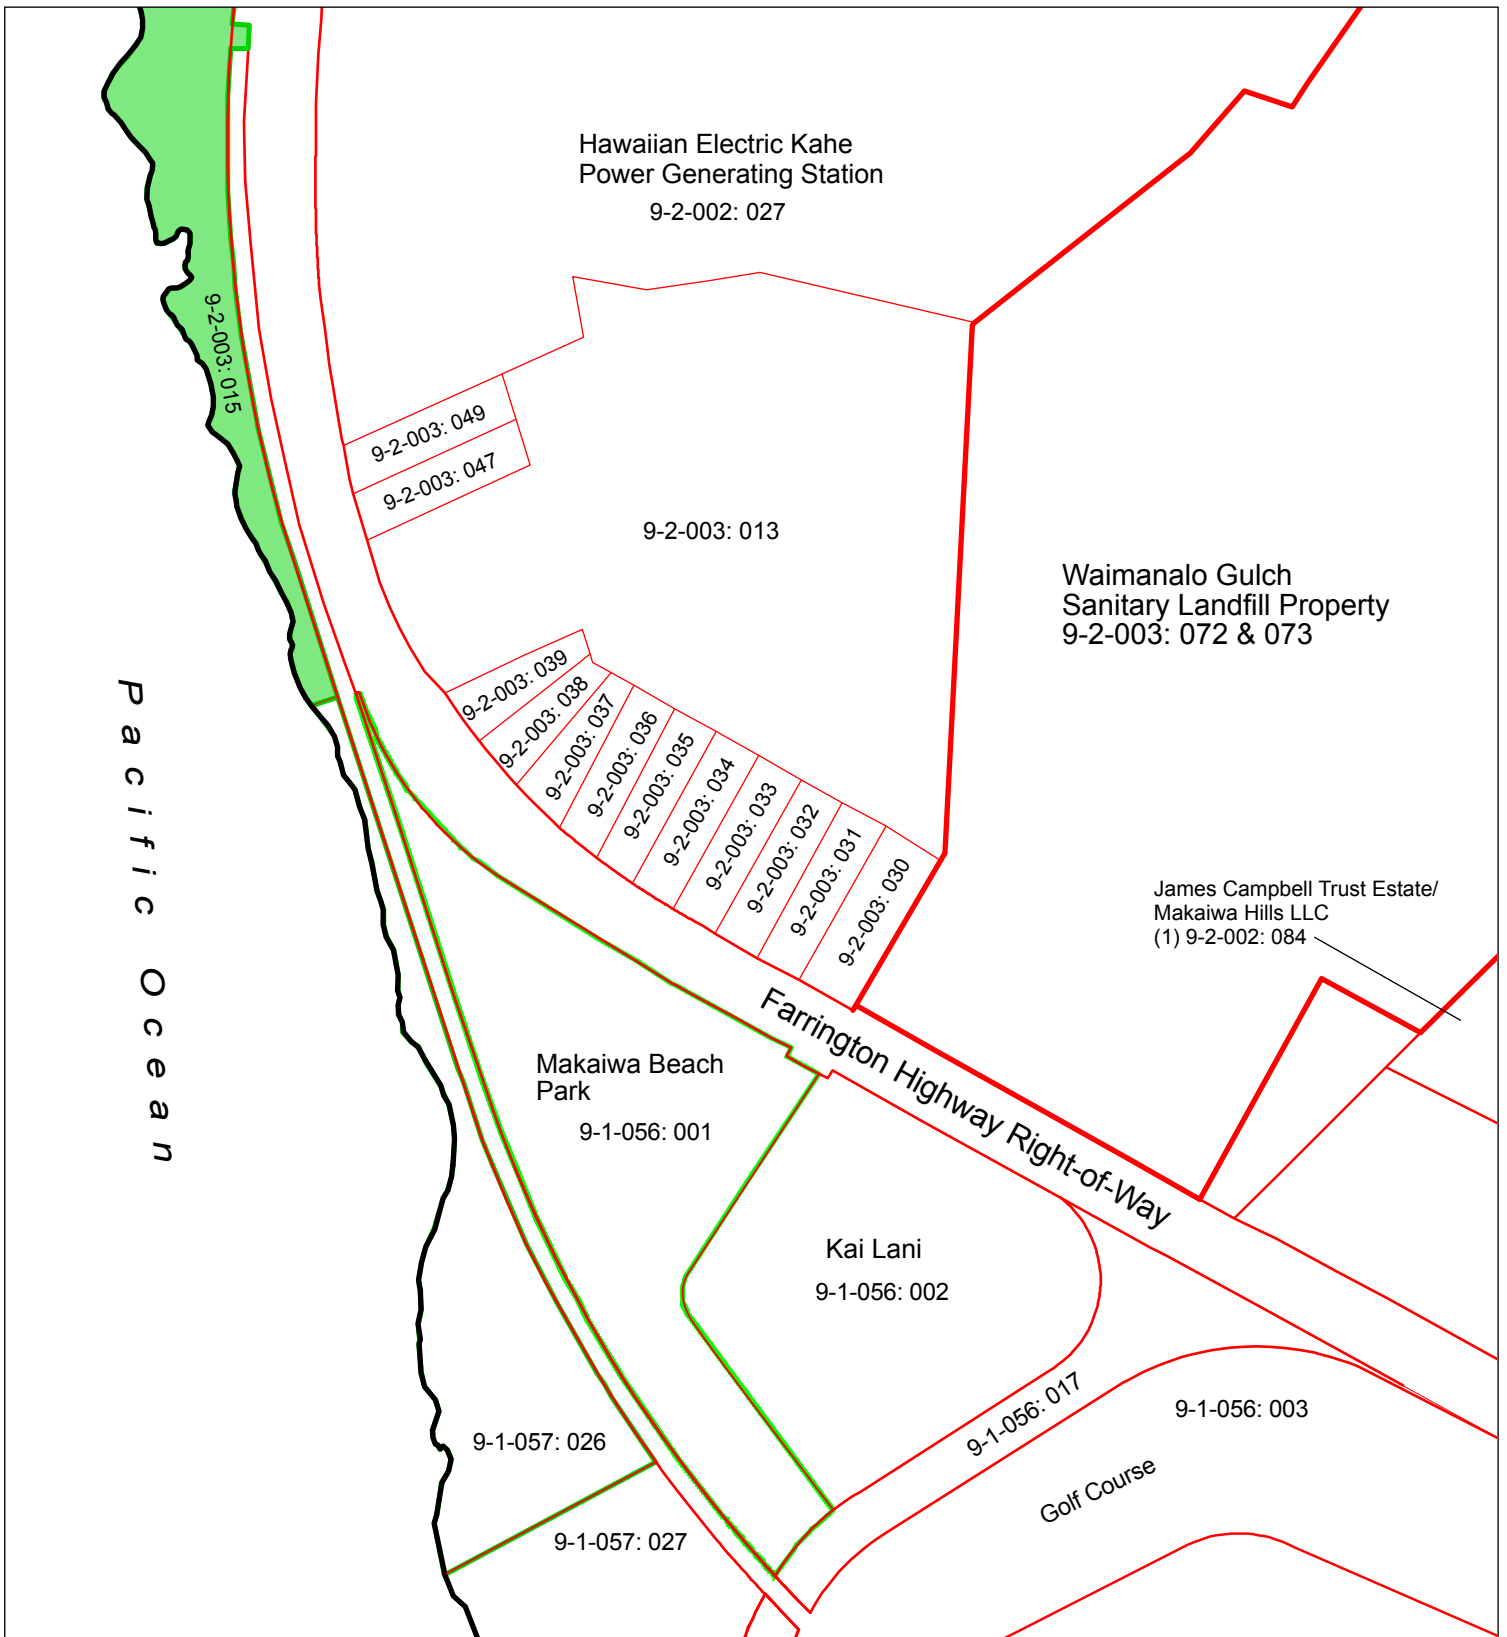 Hawaiian Electric Kahe
Power Generating Station
9-2-002: 027
9-2-003: 015
9-2-003: 049
9-2-003: 047
9-2-003: 013
Waimanalo Gulch
Sanitary Landfill Property
9-2-003: 072 & 073
9-2-003: 039
9-2-003: 038
9-2-003: 037
9-2-003: 036
9-2-003: 035
9-2-003: 034
9-2-003: 033
9-2-003: 032
9-2-003: 031
9-2-003: 030
Pacific Ocean
James Campbell Trust Estate/
Makaiwa Hills LLC
(1) 9-2-002: 084
Farrington Highway Right-of-Way
Makaiwa Beach
Park
9-1-056: 001
Kai Lani
9-1-056: 002
9-1-056: 017
9-1-056: 003
Golf Course
9-1-057: 026
9-1-057: 027